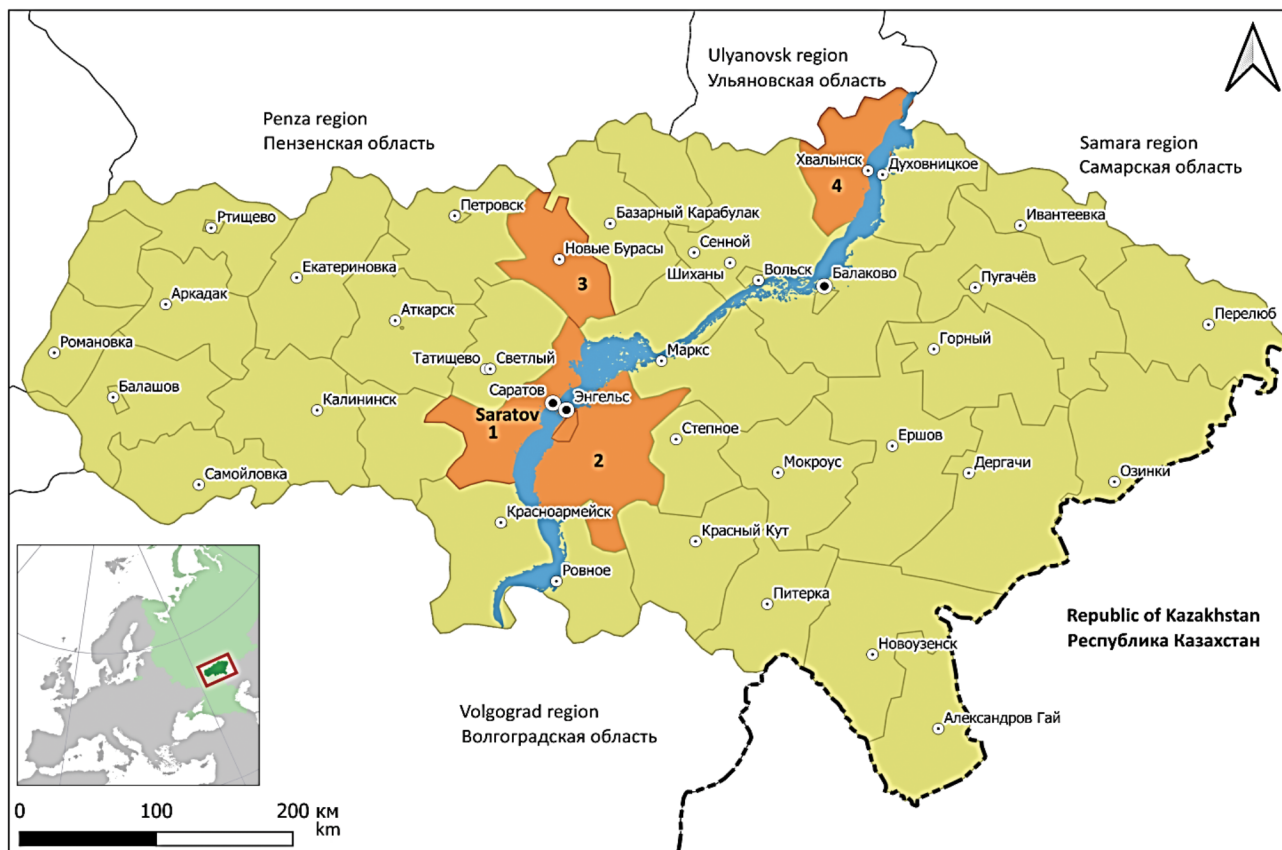 Ulyanovsk region
Ульяновская область
Penza region
Пензенская область
Samara region
Самарская область
Хвалынск
Духовницкое
4
Петровск
Базарный Карабулак
Ивантеевка
Ртищево
Сенной
Новые Бурасы
Шиханы
Вольск
Балаково
Екатериновка
3
Пугачёв
Аркадак
Аткарск
Перелюб
Романовка
Татищево
Светлый
Маркс
Горный
Балашов
Саратов
Энгельс
Калининск
Saratov
1
2
Степное
Ершов
Мокроус
Дергачи
Самойловка
Озинки
Красноармейск
Красный Кут
Ровное
Питерка
Republic of Kazakhstan
Республика Казахстан
Новоузенск
Volgograd region
Волгоградская область
Александров Гай
0 100 200 км
km